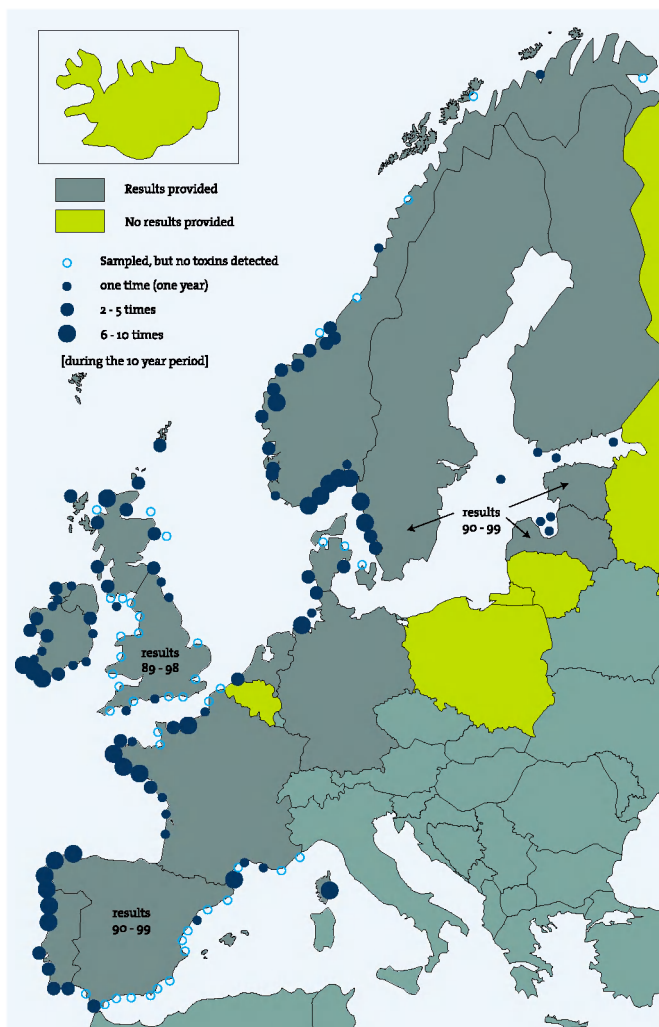 Results provided
No results provided
Sampled, but no toxins detected
one time (one year)
2 - 5 times
6 - 10 times
[during the 10 year period]
results
90 - 99
results
89 - 98
results
90 - 99